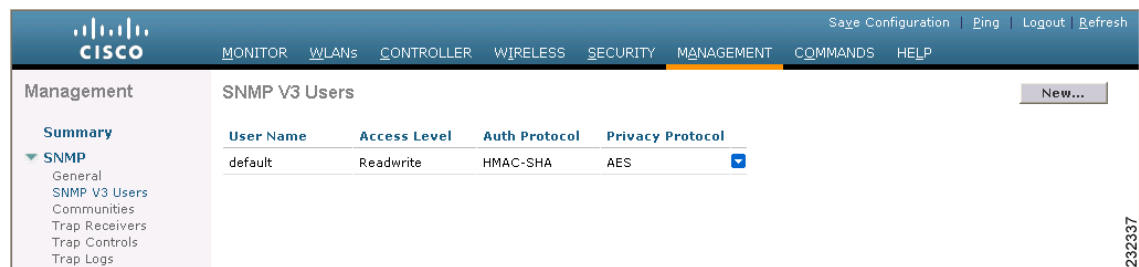 Save Configuration | Ping | Logout | Refresh
CISCO
MONITOR WLANs CONTROLLER WIRELESS SECURITY MANAGEMENT COMMANDS HELP
Management
SNMP V3 Users
New...
Summary
SNMP
General
SNMP V3 Users
Communities
Trap Receivers
Trap Controls
Trap Logs
User Name Access Level Auth Protocol Privacy Protocol
default Readwrite HMAC-SHA AES
232337